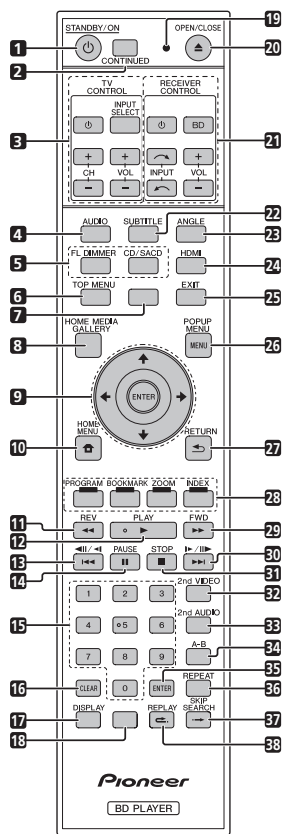 19
STANDBY/ON
OPEN/CLOSE
1
20
2
CONTINUED
TV CONTROL
RECEIVER CONTROL
INPUT SELECT
3
BD
21
+ + +
CH VOL INPUT VOL
− − −
22
4
AUDIO
SUBTITLE
ANGLE
23
5
FL DIMMER
CD/SACD
HDMI
24
6
TOP MENU
EXIT
25
7
HOME MEDIA GALLERY
POPUP MENU
8
MENU
26
9
ENTER
HOME MENU
RETURN
10
27
PROGRAM
BOOKMARK
ZOOM
INDEX
28
11
REV
PLAY
FWD
29
12
13
PAUSE
STOP
30
14
31
1 2 3
2nd VIDEO
32
15
4 5 6
2nd AUDIO
33
7 8 9
A-B
34
35
16
CLEAR
0
ENTER
REPEAT
36
17
DISPLAY
REPLAY
SKIP SEARCH
37
18
38
Pioneer
BD PLAYER